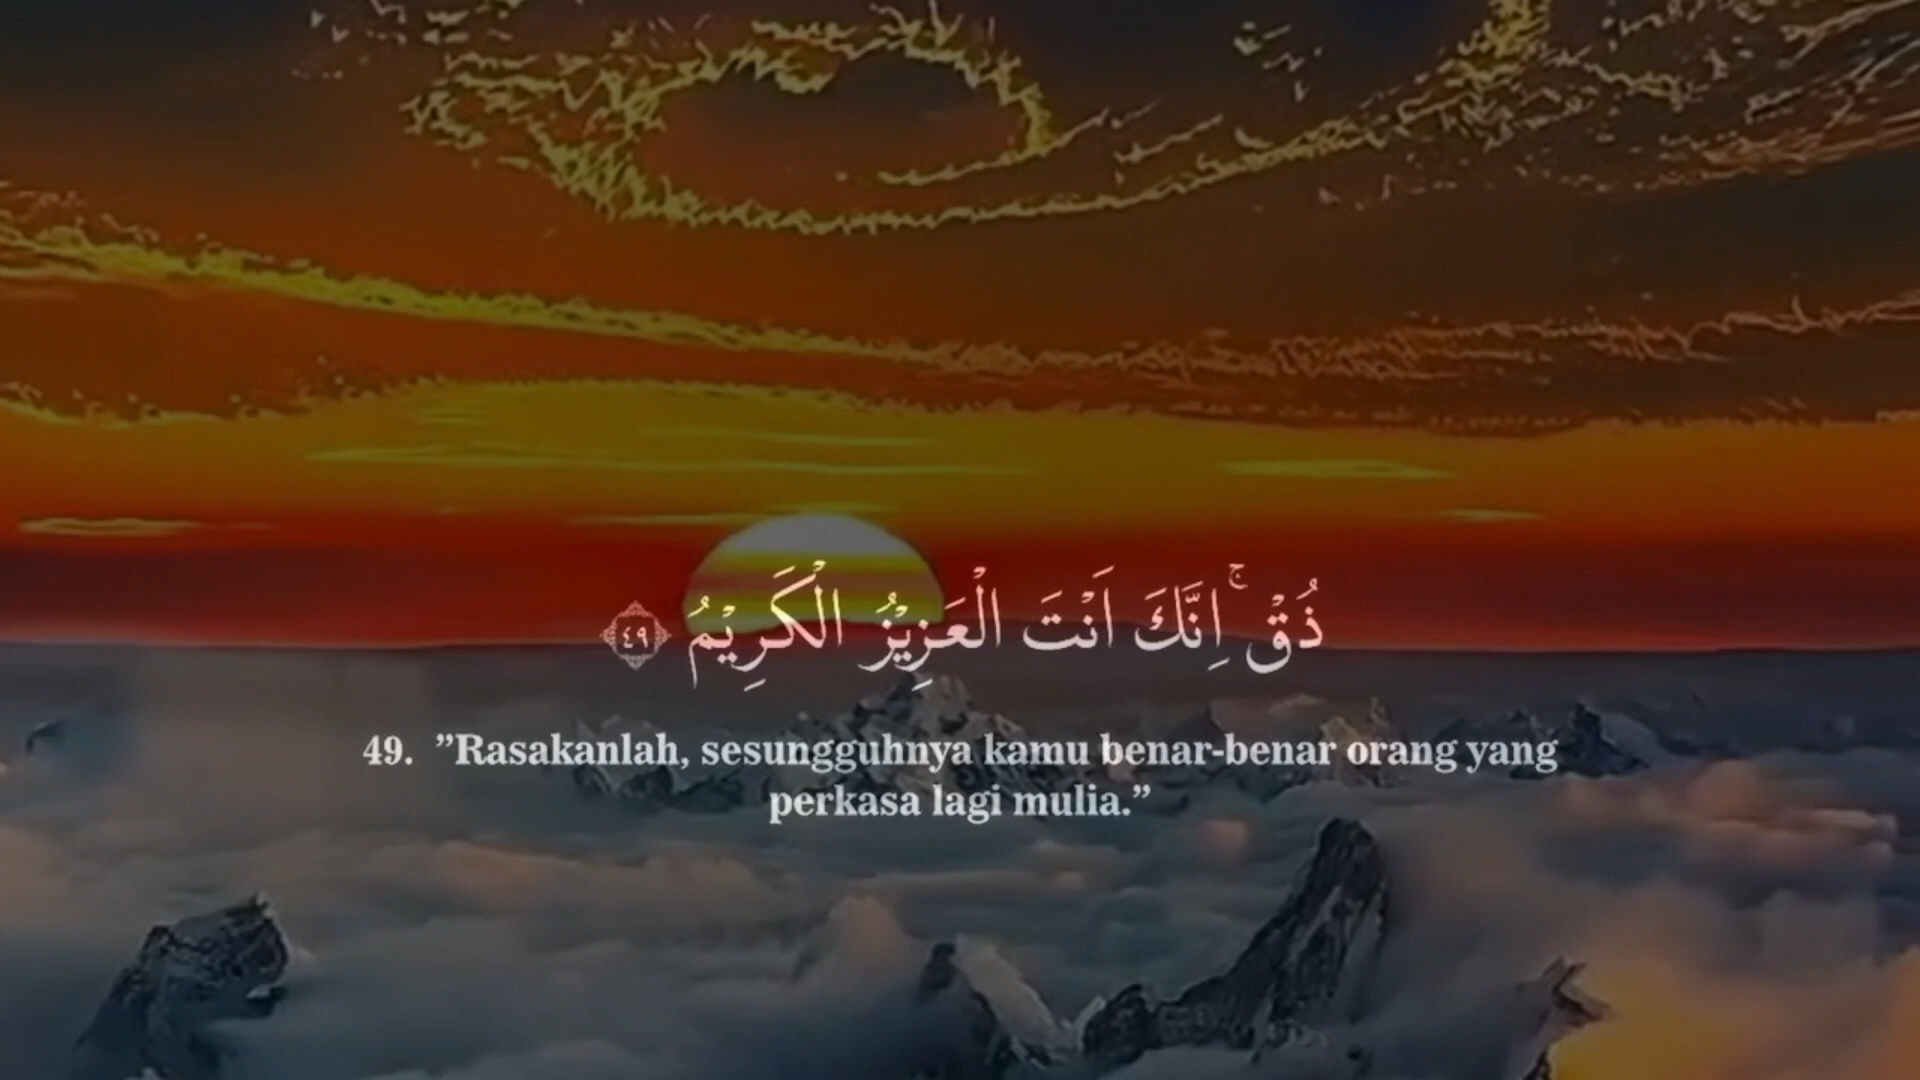 ذُقْۚ اِنَّكَ اَنْتَ الْعَزِيْزُ الْكَرِيْمُ ٤٩
49. ”Rasakanlah, sesungguhnya kamu benar-benar orang yang
perkasa lagi mulia.”